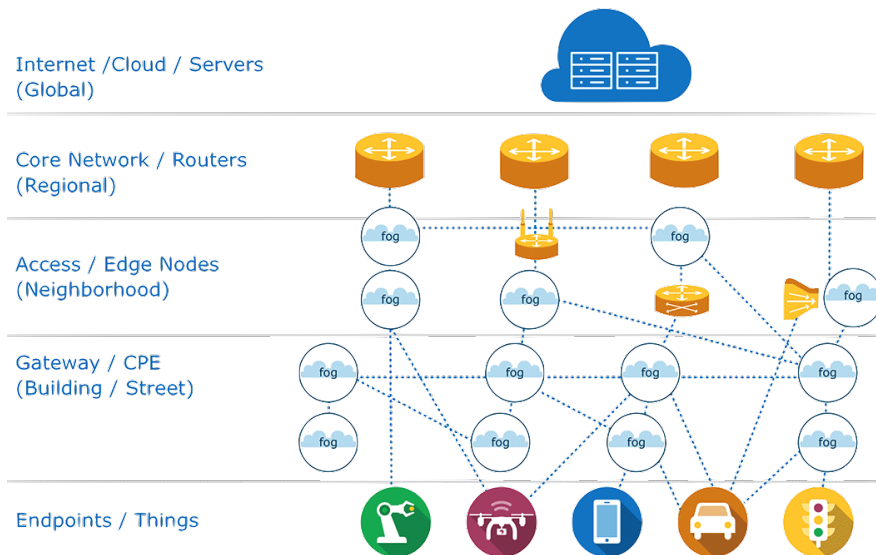 Internet /Cloud / Servers
(Global)
Core Network / Routers
(Regional)
fog
fog
Access / Edge Nodes
(Neighborhood)
fog
fog
fog
Gateway / CPE
(Building / Street)
fog
fog
fog
fog
fog
fog
fog
fog
Endpoints / Things